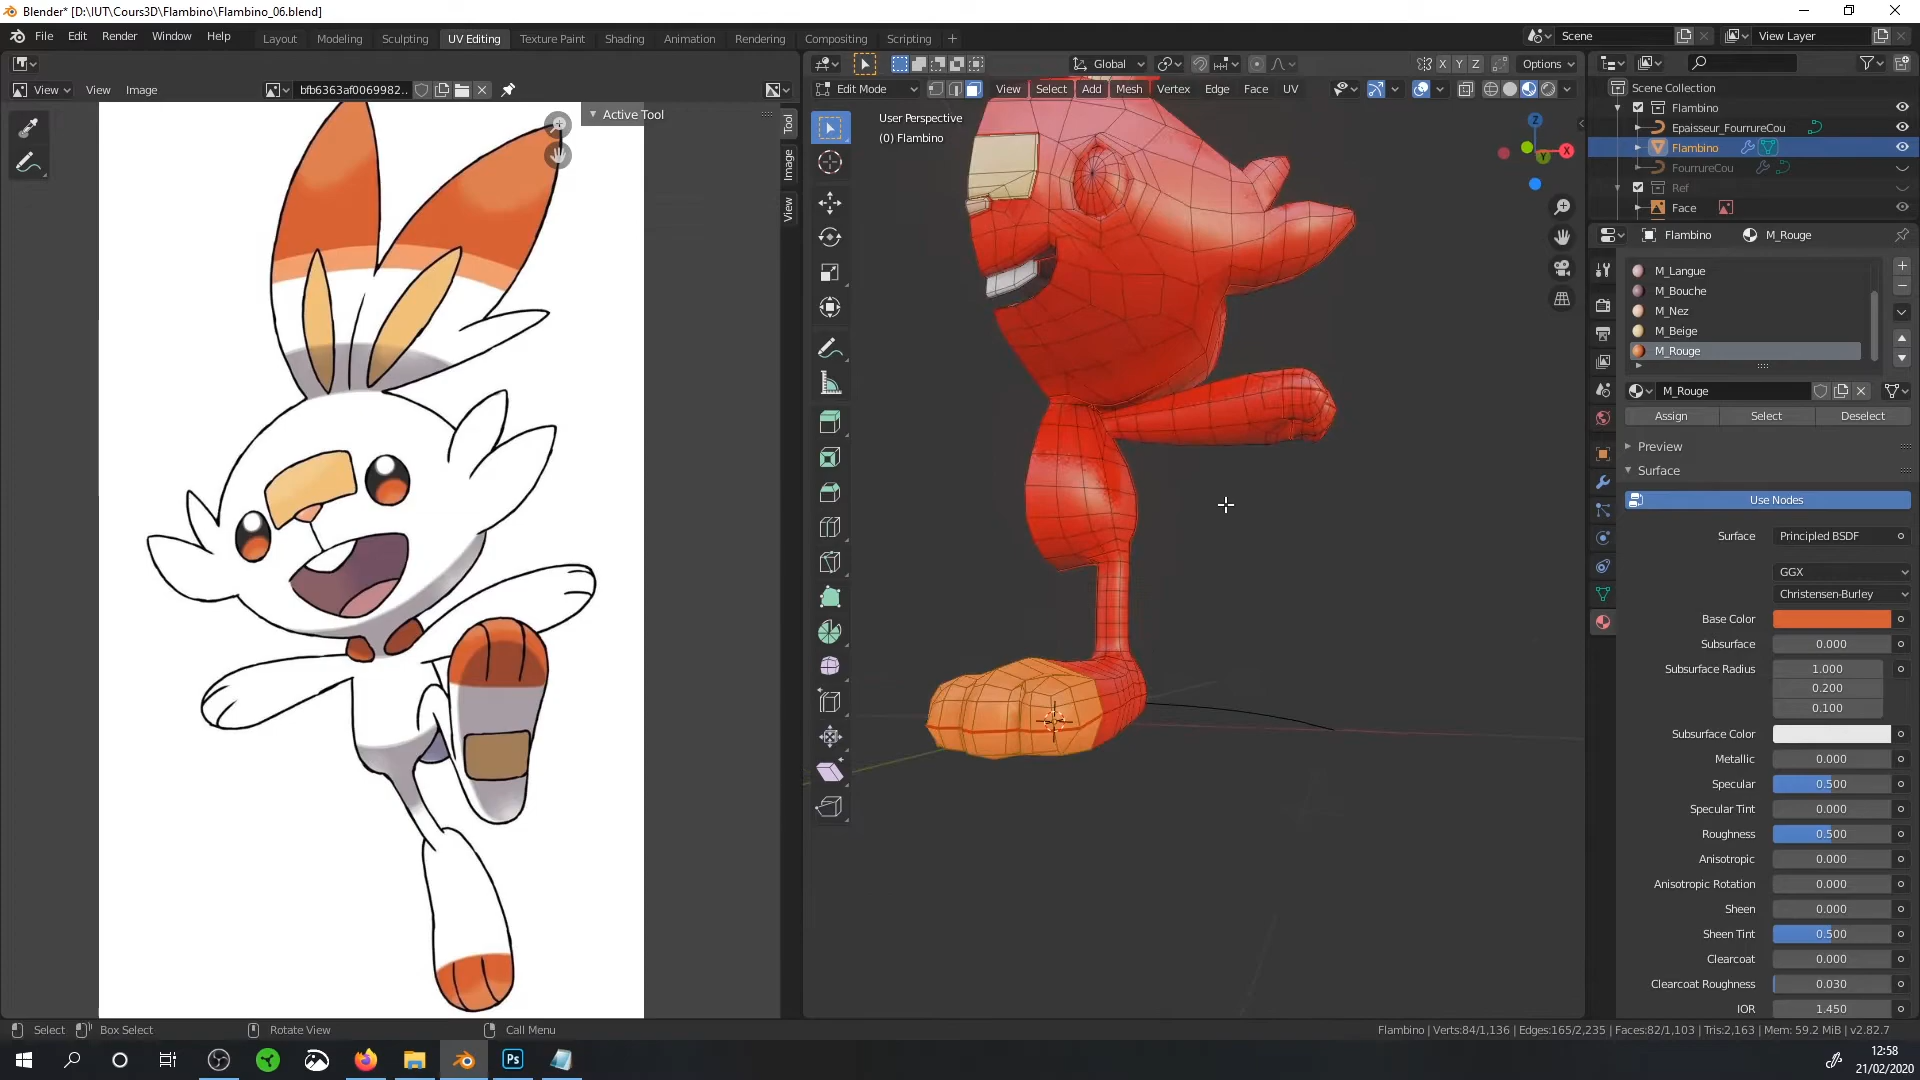 Blender* [D:\IUT\Cours3D\Flambino\Flambino_06.blend]
File Edit Render Window Help
Layout Modeling Sculpting UV Editing Texture Paint Shading Animation Rendering Compositing Scripting
Scene
View Layer
Global
X Y Z
Options
View View Image
bfb6363af0069982..
Edit Mode
View Select Add Mesh Vertex Edge Face UV
Active Tool
Tool
Image
View
User Perspective
(0) Flambino
Z
X
Y
Scene Collection
Flambino
Epaisseur_FourrureCou
Flambino
FourrureCou
Ref
Face
Flambino M_Rouge
M_Langue
M_Bouche
M_Nez
M_Beige
M_Rouge
M_Rouge
Assign Select Deselect
Preview
Surface
Use Nodes
Surface Principled BSDF
GGX
Christensen-Burley
Base Color
Subsurface 0.000
Subsurface Radius 1.000
0.200
0.100
Subsurface Color
Metallic 0.000
Specular 0.500
Specular Tint 0.000
Roughness 0.500
Anisotropic 0.000
Anisotropic Rotation 0.000
Sheen 0.000
Sheen Tint 0.500
Clearcoat 0.000
Clearcoat Roughness 0.030
IOR 1.450
Select Box Select Rotate View Call Menu
Flambino | Verts:84/1,136 | Edges:165/2,235 | Faces:82/1,103 | Tris:2,163 | Mem: 59.2 MiB | v2.82.7
Ps
12:58
21/02/2020